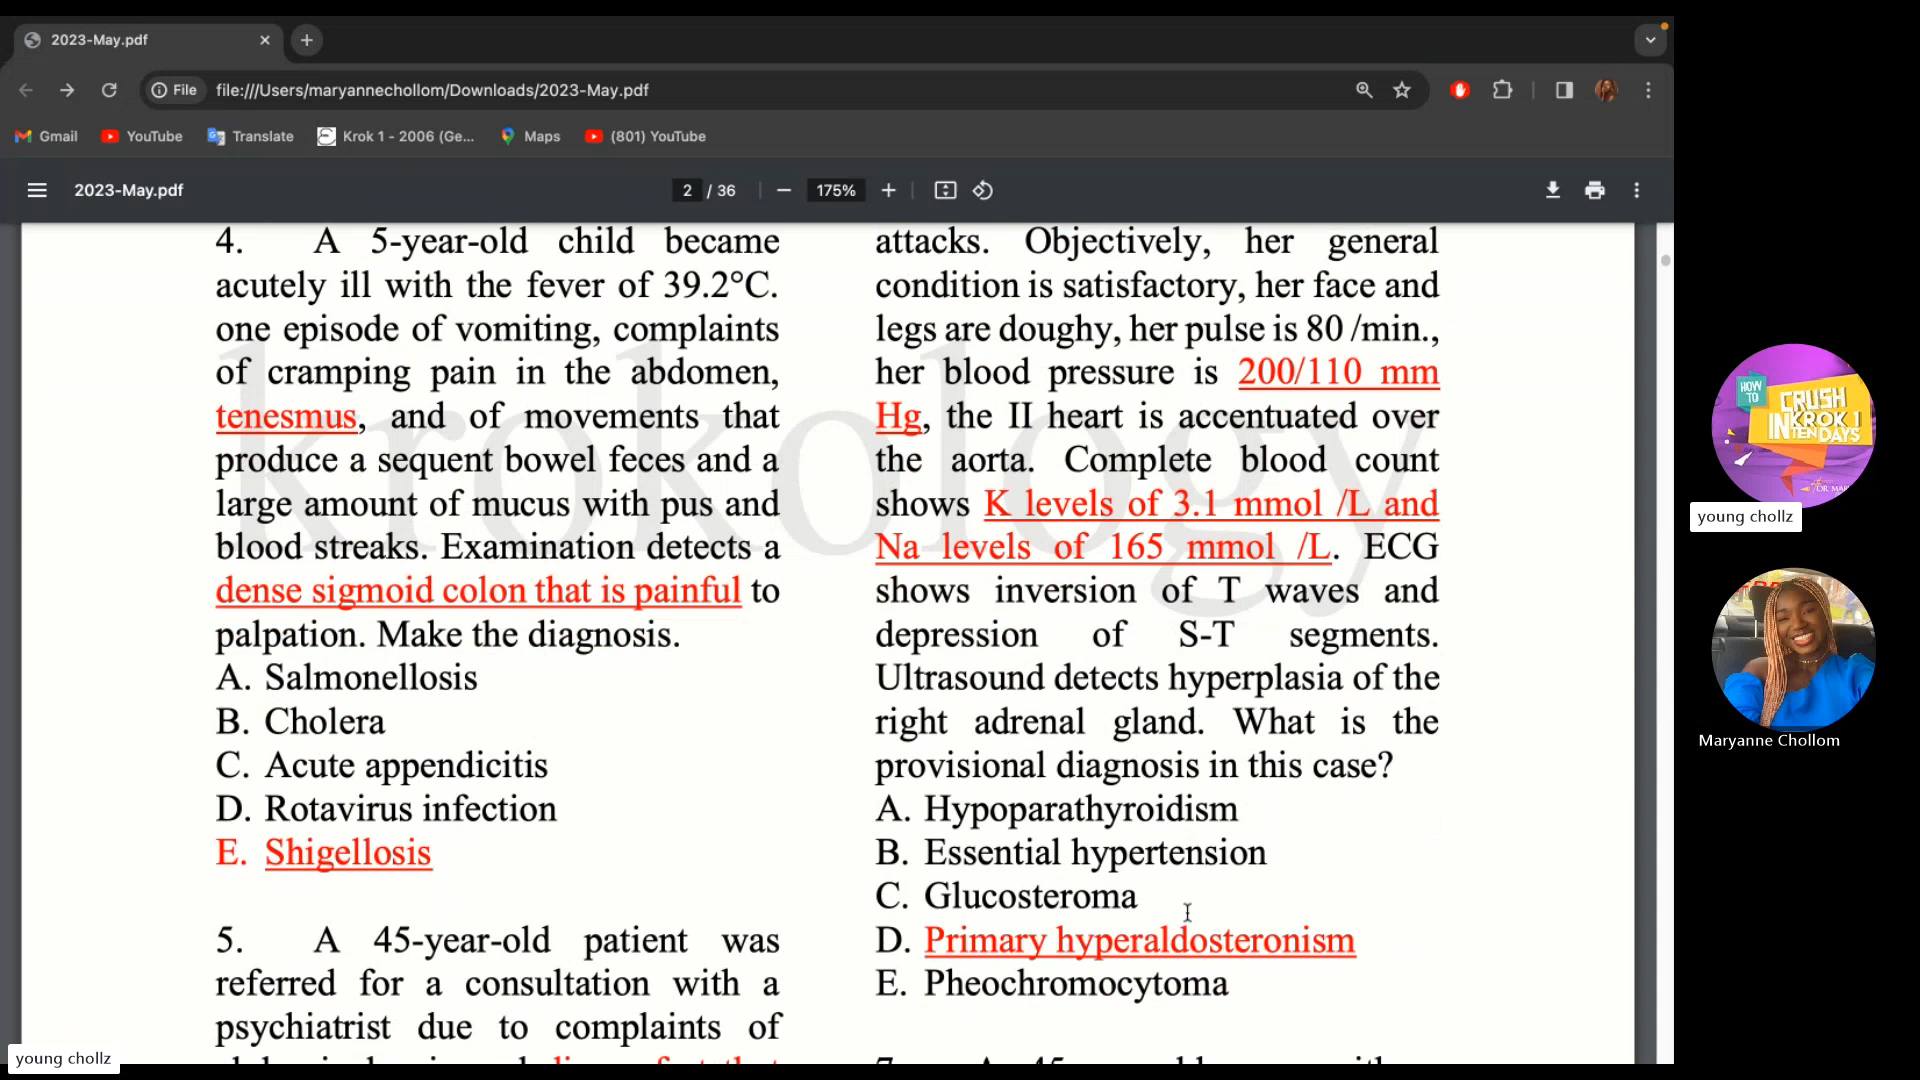 2023-May.pdf
File
file:///Users/maryannechollom/Downloads/2023-May.pdf
Gmail
YouTube
Translate
Krok 1 - 2006 (Ge...
Maps
(801) YouTube
2023-May.pdf
2 / 36
175%
4. A 5-year-old child became
acutely ill with the fever of 39.2°C.
one episode of vomiting, complaints
of cramping pain in the abdomen,
tenesmus, and of movements that
produce a sequent bowel feces and a
large amount of mucus with pus and
blood streaks. Examination detects a
dense sigmoid colon that is painful to
palpation. Make the diagnosis.
A. Salmonellosis
B. Cholera
C. Acute appendicitis
D. Rotavirus infection
E. Shigellosis
5. A 45-year-old patient was
referred for a consultation with a
psychiatrist due to complaints of
attacks. Objectively, her general
condition is satisfactory, her face and
legs are doughy, her pulse is 80 /min.,
her blood pressure is 200/110 mm
Hg, the II heart is accentuated over
the aorta. Complete blood count
shows K levels of 3.1 mmol /L and
Na levels of 165 mmol /L. ECG
shows inversion of T waves and
depression of S-T segments.
Ultrasound detects hyperplasia of the
right adrenal gland. What is the
provisional diagnosis in this case?
A. Hypoparathyroidism
B. Essential hypertension
C. Glucosteroma
D. Primary hyperaldosteronism
E. Pheochromocytoma
krokology
HOW
TO
CRUSH
KROK 1
IN TEN DAYS
young chollz
Maryanne Chollom
young chollz